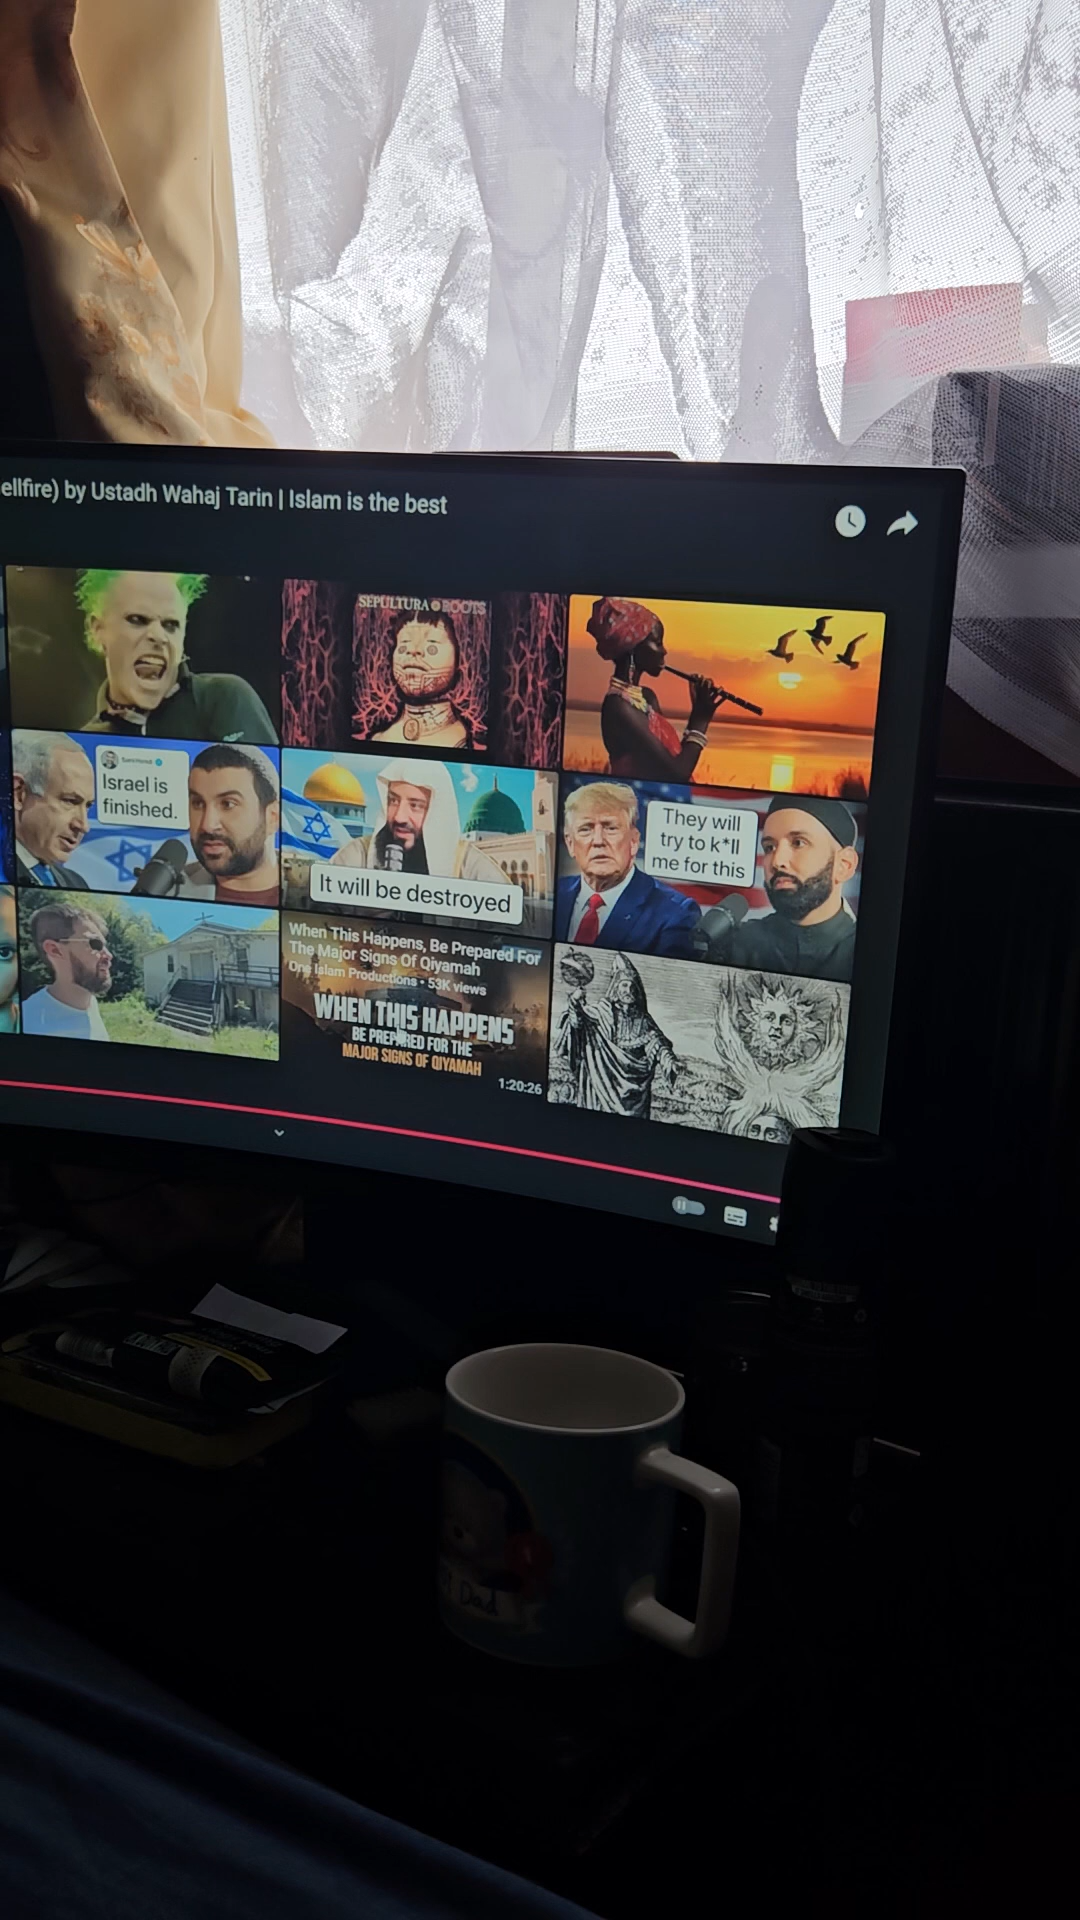 ellfire) by Ustadh Wahaj Tarin | Islam is the best
SEPULTURA ROOTS
Israel is
finished.
It will be destroyed
They will
try to k*ll
me for this
When This Happens, Be Prepared For
The Major Signs Of Qiyamah
One Islam Productions • 53K views
WHEN THIS HAPPENS
BE PREPARED FOR THE
MAJOR SIGNS OF QIYAMAH
1:20:26
Dad